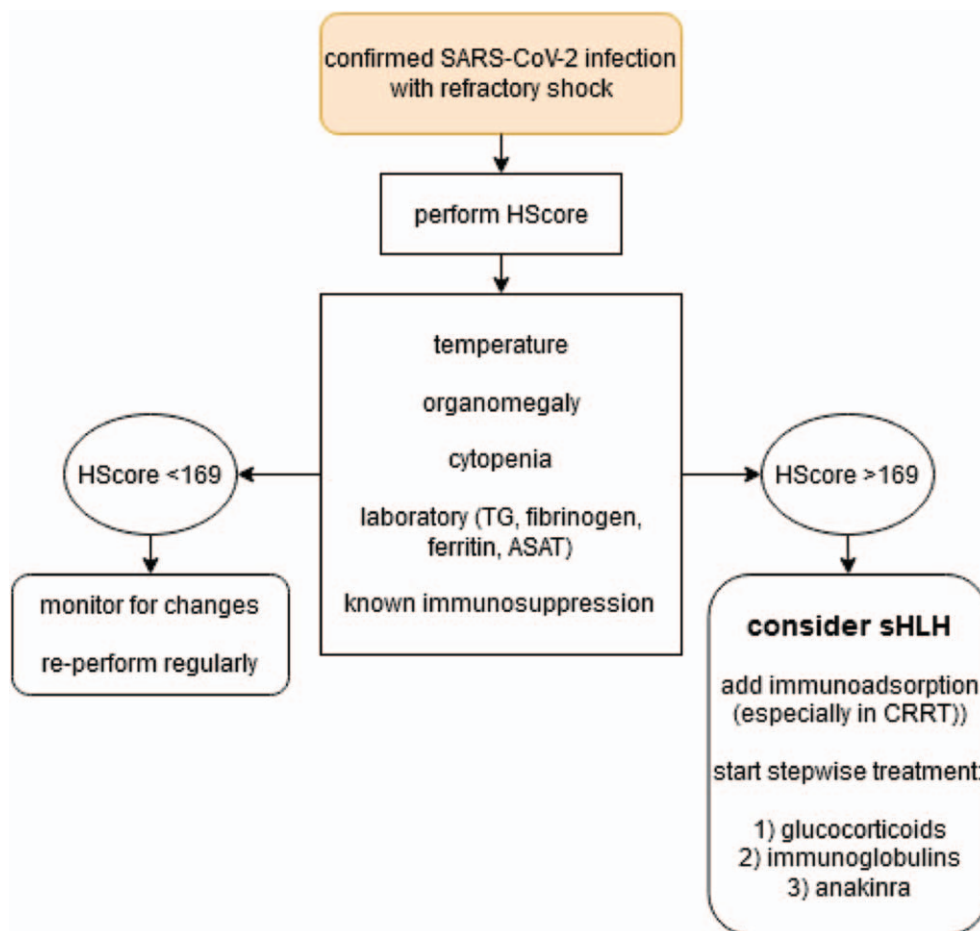 confirmed SARS-CoV-2 infection
with refractory shock
perform HScore
temperature
organomegaly
cytopenia
laboratory (TG, fibrinogen,
ferritin, ASAT)
known immunosuppression
HScore <169
monitor for changes
re-perform regularly
HScore >169
consider sHLH
add immunoadsorption
(especially in CRRT))
start stepwise treatment:
1) glucocorticoids
2) immunoglobulins
3) anakinra